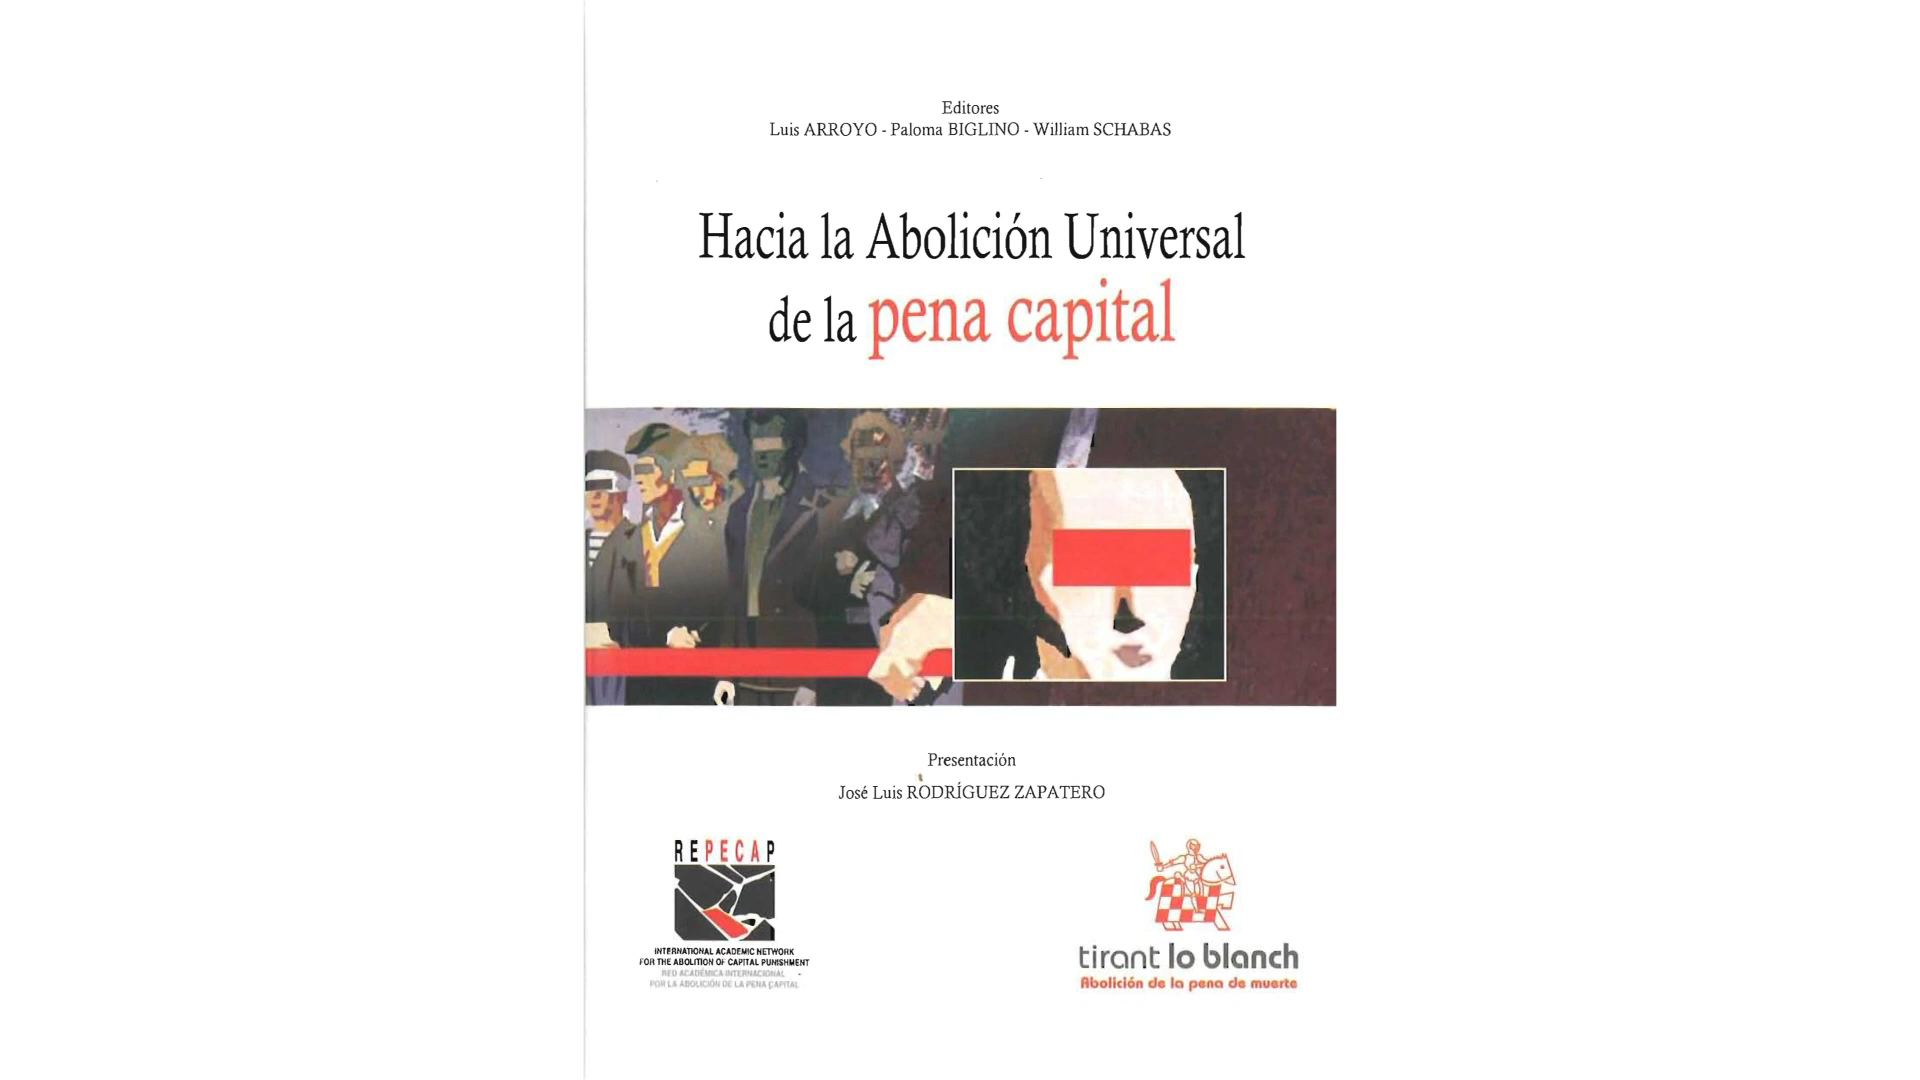 Editores
Luis ARROYO - Paloma BIGLINO - William SCHABAS
Hacia la Abolición Universal
de la pena capital
Presentación
José Luis RODRÍGUEZ ZAPATERO
REPECAP
INTERNATIONAL ACADEMIC NETWORK
FOR THE ABOLITION OF CAPITAL PUNISHMENT
RED ACADÉMICA INTERNACIONAL
POR LA ABOLICIÓN DE LA PENA CAPITAL
tirant lo blanch
Abolición de la pena de muerte